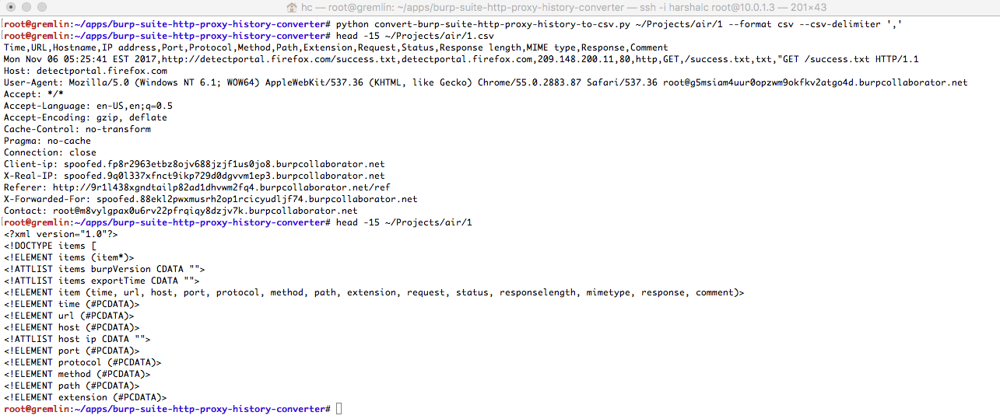 hc — root@gremlin: ~/apps/burp-suite-http-proxy-history-converter — ssh -i harshalc root@10.0.1.3 — 201×43
[root@gremlin:~/apps/burp-suite-http-proxy-history-converter# python convert-burp-suite-http-proxy-history-to-csv.py ~/Projects/air/1 --format csv --csv-delimiter ','
[root@gremlin:~/apps/burp-suite-http-proxy-history-converter# head -15 ~/Projects/air/1.csv
Time,URL,Hostname,IP address,Port,Protocol,Method,Path,Extension,Request,Status,Response length,MIME type,Response,Comment
Mon Nov 06 05:25:41 EST 2017,http://detectportal.firefox.com/success.txt,detectportal.firefox.com,209.148.200.11,80,http,GET,/success.txt,txt,"GET /success.txt HTTP/1.1
Host: detectportal.firefox.com
User-Agent: Mozilla/5.0 (Windows NT 6.1; WOW64) AppleWebKit/537.36 (KHTML, like Gecko) Chrome/55.0.2883.87 Safari/537.36 root@g5msiam4uur0opzwm9okfkv2atgo4d.burpcollaborator.net
Accept: */*
Accept-Language: en-US,en;q=0.5
Accept-Encoding: gzip, deflate
Cache-Control: no-transform
Pragma: no-cache
Connection: close
Client-ip: spoofed.fp8r2963etbz8ojv688jzjf1us0jo8.burpcollaborator.net
X-Real-IP: spoofed.9q0l337xfnct9ikp729d0dgvvm1ep3.burpcollaborator.net
Referer: http://9r1l438xgndtailp82ad1dhvwm2fq4.burpcollaborator.net/ref
X-Forwarded-For: spoofed.88ekl2pwxmusrh2op1rcicyudljf74.burpcollaborator.net
Contact: root@m8vylgpax0u6rv22pfrqiqy8dzjv7k.burpcollaborator.net
[root@gremlin:~/apps/burp-suite-http-proxy-history-converter# head -15 ~/Projects/air/1
<?xml version="1.0"?>
<!DOCTYPE items [
<!ELEMENT items (item*)>
<!ATTLIST items burpVersion CDATA "">
<!ATTLIST items exportTime CDATA "">
<!ELEMENT item (time, url, host, port, protocol, method, path, extension, request, status, responselength, mimetype, response, comment)>
<!ELEMENT time (#PCDATA)>
<!ELEMENT url (#PCDATA)>
<!ELEMENT host (#PCDATA)>
<!ATTLIST host ip CDATA "">
<!ELEMENT port (#PCDATA)>
<!ELEMENT protocol (#PCDATA)>
<!ELEMENT method (#PCDATA)>
<!ELEMENT path (#PCDATA)>
<!ELEMENT extension (#PCDATA)>
root@gremlin:~/apps/burp-suite-http-proxy-history-converter#